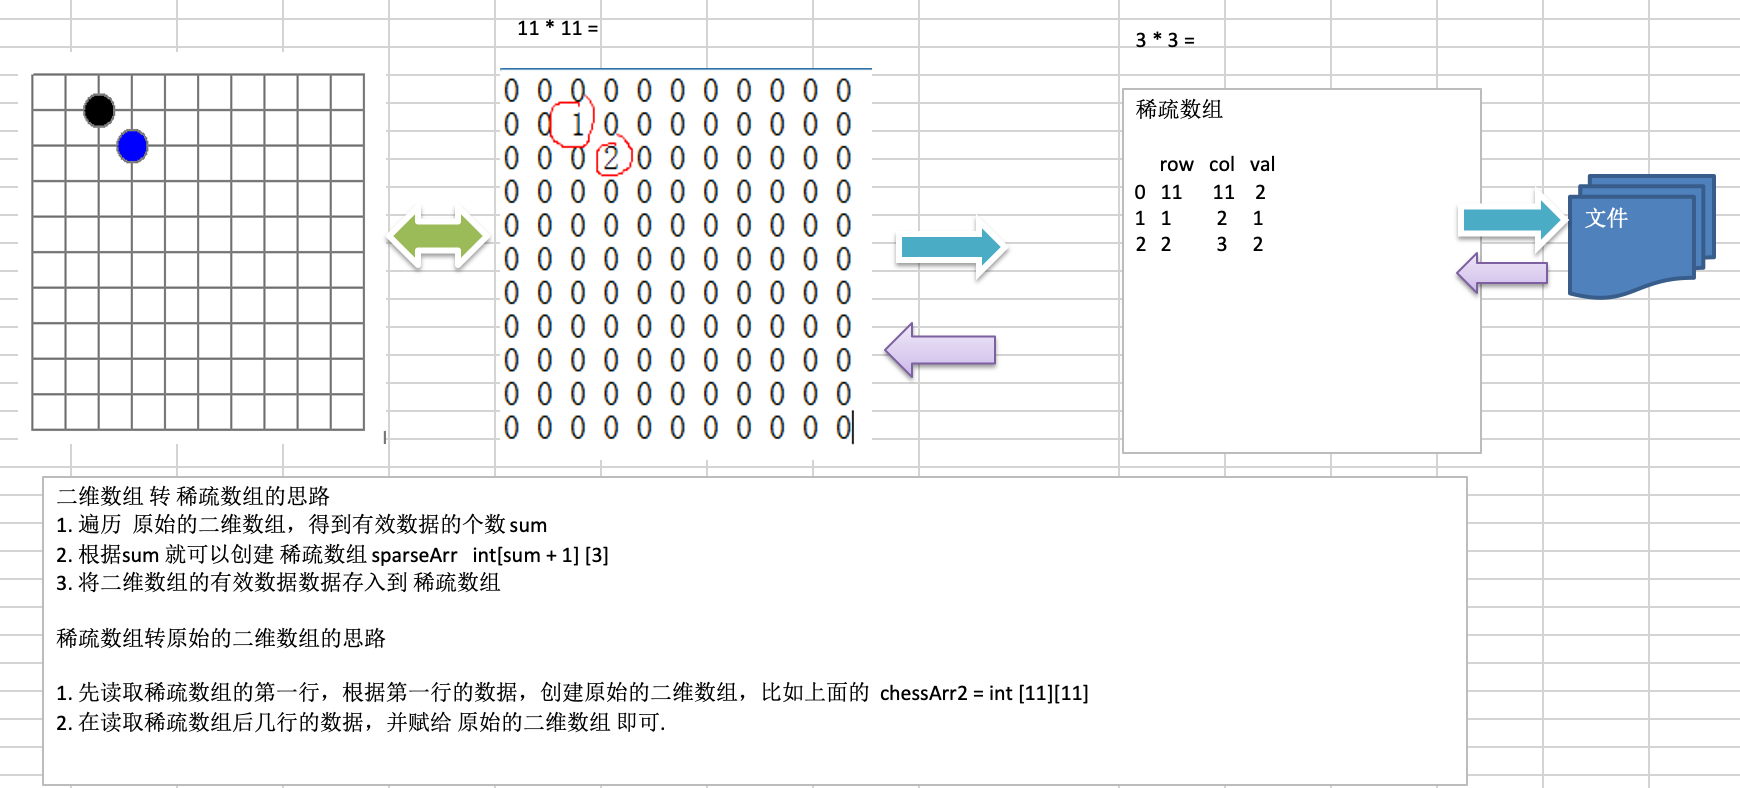 11 * 11 =
3 * 3 =
0 0 0 0 0 0 0 0 0 0 0
0 0 1 0 0 0 0 0 0 0 0
0 0 0 2 0 0 0 0 0 0 0
0 0 0 0 0 0 0 0 0 0 0
0 0 0 0 0 0 0 0 0 0 0
0 0 0 0 0 0 0 0 0 0 0
0 0 0 0 0 0 0 0 0 0 0
0 0 0 0 0 0 0 0 0 0 0
0 0 0 0 0 0 0 0 0 0 0
0 0 0 0 0 0 0 0 0 0 0
0 0 0 0 0 0 0 0 0 0 0
稀疏数组
row col val
0 11 11 2
1 1 2 1
2 2 3 2
文件
二维数组 转 稀疏数组的思路
1. 遍历 原始的二维数组，得到有效数据的个数 sum
2. 根据sum 就可以创建 稀疏数组 sparseArr int[sum + 1] [3]
3. 将二维数组的有效数据数据存入到 稀疏数组
稀疏数组转原始的二维数组的思路
1. 先读取稀疏数组的第一行，根据第一行的数据，创建原始的二维数组，比如上面的 chessArr2 = int [11][11]
2. 在读取稀疏数组后几行的数据，并赋给 原始的二维数组 即可.